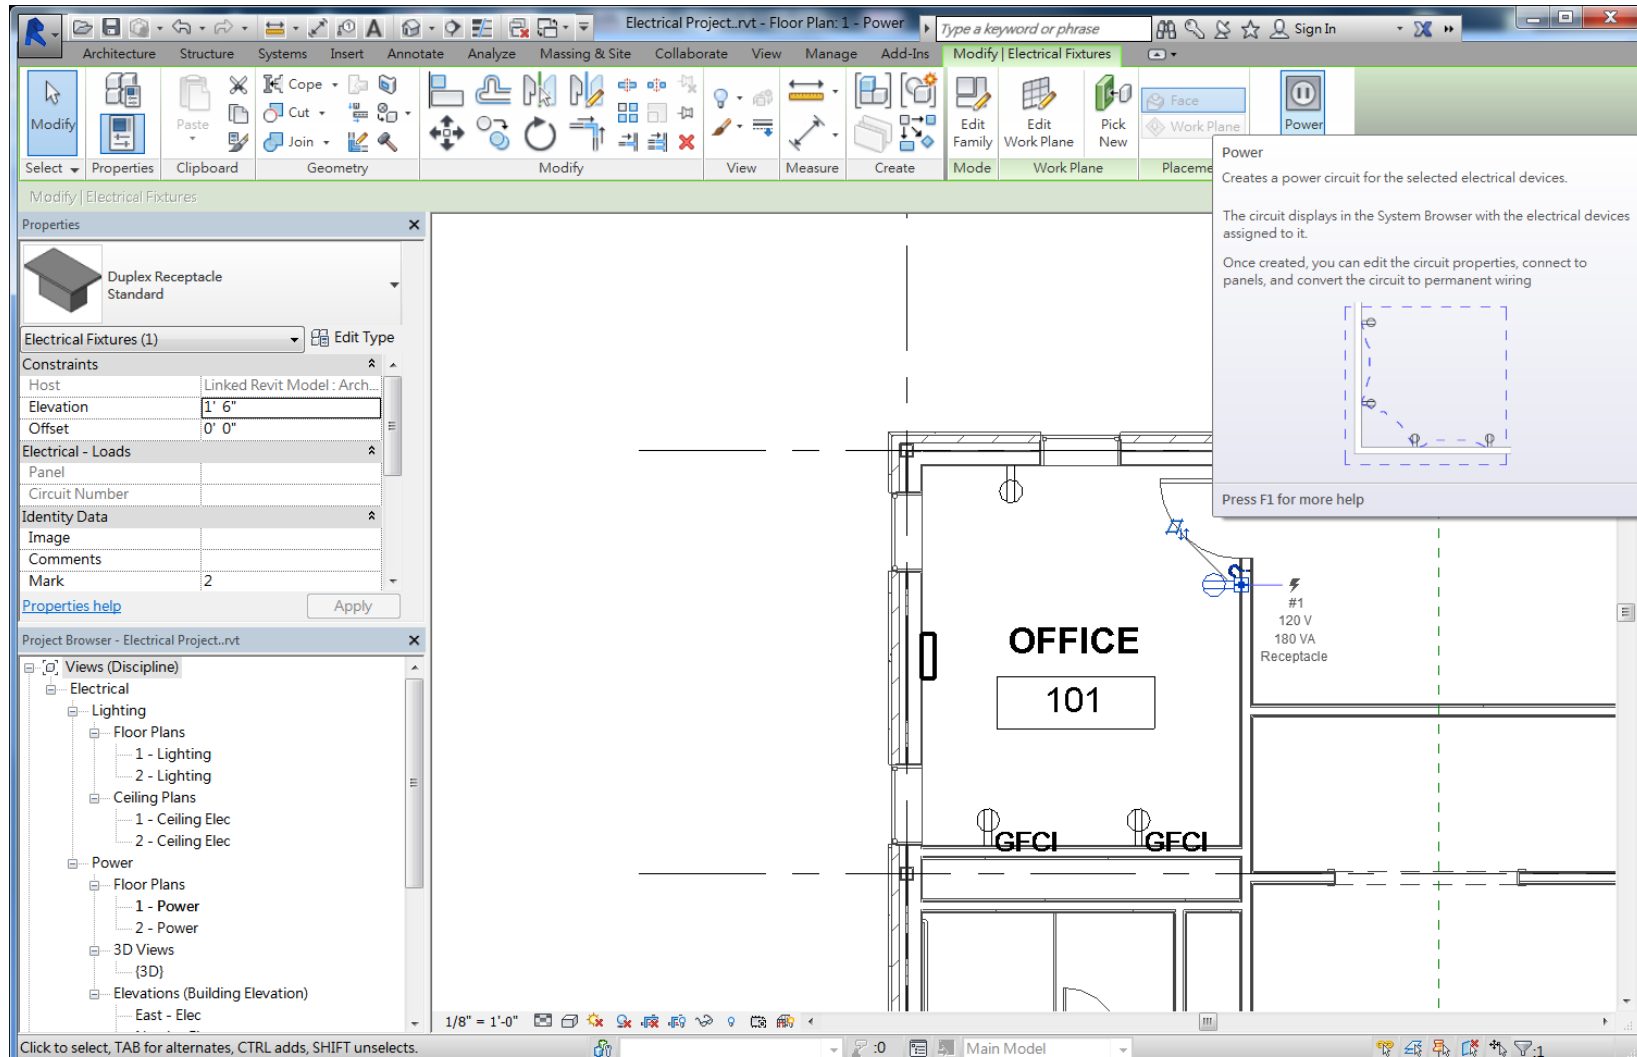 Electrical Project..rvt - Floor Plan: 1 - Power
Type a keyword or phrase
Sign In
Architecture Structure Systems Insert Annotate Analyze Massing & Site Collaborate View Manage Add-Ins Modify | Electrical Fixtures
Modify
Paste
Cope
Cut
Join
Edit Family
Edit Work Plane
Pick New
Face
Work Plane
Power
Select Properties Clipboard Geometry Modify View Measure Create Mode Work Plane Placeme
Modify | Electrical Fixtures
Power
Creates a power circuit for the selected electrical devices.
The circuit displays in the System Browser with the electrical devices
assigned to it.
Once created, you can edit the circuit properties, connect to
panels, and convert the circuit to permanent wiring
Press F1 for more help
Properties
Duplex Receptacle
Standard
Electrical Fixtures (1)
Edit Type
Constraints
Host Linked Revit Model : Arch...
Elevation 1' 6"
Offset 0' 0"
Electrical - Loads
Panel
Circuit Number
Identity Data
Image
Comments
Mark 2
Properties help
Apply
Project Browser - Electrical Project..rvt
Views (Discipline)
Electrical
Lighting
Floor Plans
1 - Lighting
2 - Lighting
Ceiling Plans
1 - Ceiling Elec
2 - Ceiling Elec
Power
Floor Plans
1 - Power
2 - Power
3D Views
{3D}
Elevations (Building Elevation)
East - Elec
#1
120 V
180 VA
Receptacle
OFFICE
101
GFCI GFCI
1/8" = 1'-0"
Click to select, TAB for alternates, CTRL adds, SHIFT unselects.
:0
Main Model
:1